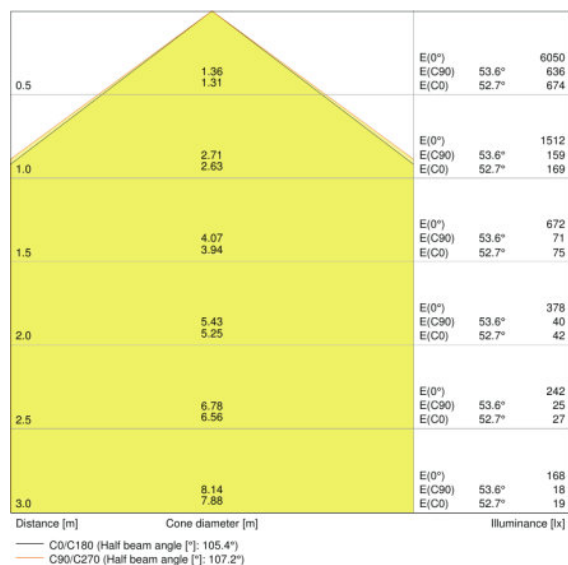 E(0°) 6050
1.36 E(C90) 53.6° 636
0.5 1.31 E(C0) 52.7° 674
E(0°) 1512
2.71 E(C90) 53.6° 159
1.0 2.63 E(C0) 52.7° 169
E(0°) 672
4.07 E(C90) 53.6° 71
1.5 3.94 E(C0) 52.7° 75
E(0°) 378
5.43 E(C90) 53.6° 40
2.0 5.25 E(C0) 52.7° 42
E(0°) 242
6.78 E(C90) 53.6° 25
2.5 6.56 E(C0) 52.7° 27
E(0°) 168
8.14 E(C90) 53.6° 18
3.0 7.88 E(C0) 52.7° 19
Distance [m] Cone diameter [m] Illuminance [lx]
C0/C180 (Half beam angle [°]: 105.4°)
C90/C270 (Half beam angle [°]: 107.2°)